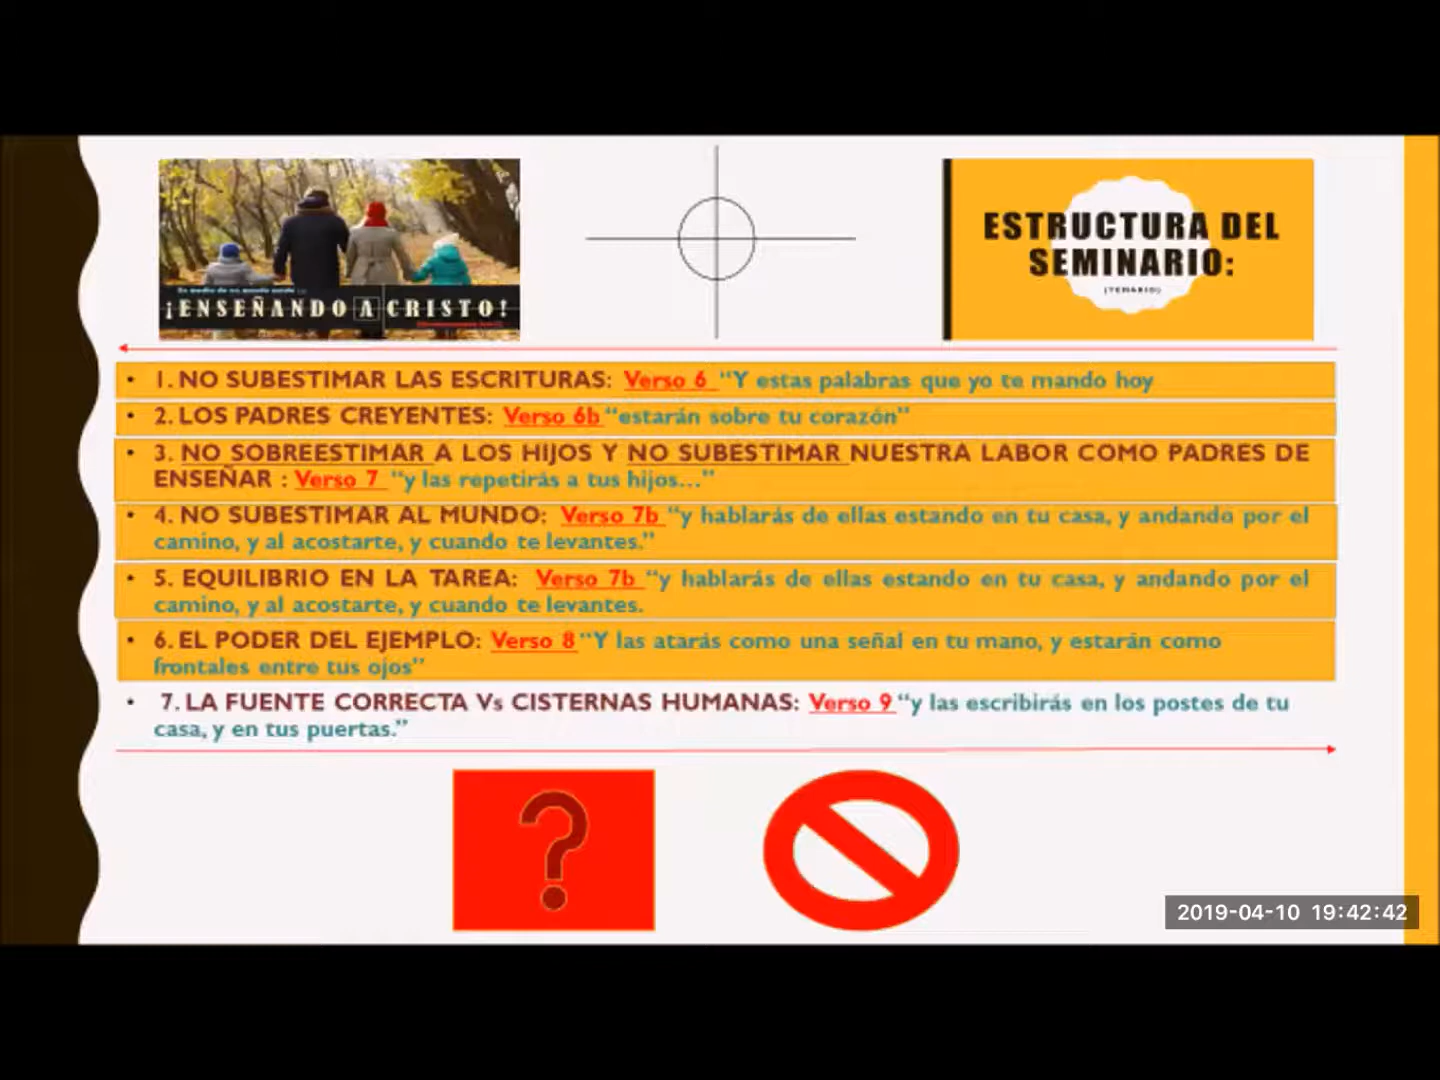 ¡ENSEÑANDO A CRISTO!
ESTRUCTURA DEL
SEMINARIO:
(TEMARIO)
• 1. NO SUBESTIMAR LAS ESCRITURAS: Verso 6 “Y estas palabras que yo te mando hoy
• 2. LOS PADRES CREYENTES: Verso 6b “estarán sobre tu corazón”
• 3. NO SOBREESTIMAR A LOS HIJOS Y NO SUBESTIMAR NUESTRA LABOR COMO PADRES DE
ENSEÑAR : Verso 7 “y las repetirás a tus hijos...”
• 4. NO SUBESTIMAR AL MUNDO: Verso 7b “y hablarás de ellas estando en tu casa, y andando por el
camino, y al acostarte, y cuando te levantes.”
• 5. EQUILIBRIO EN LA TAREA: Verso 7b “y hablarás de ellas estando en tu casa, y andando por el
camino, y al acostarte, y cuando te levantes.
• 6. EL PODER DEL EJEMPLO: Verso 8 “Y las atarás como una señal en tu mano, y estarán como
frontales entre tus ojos”
• 7. LA FUENTE CORRECTA Vs CISTERNAS HUMANAS: Verso 9 “y las escribirás en los postes de tu
casa, y en tus puertas.”
?
2019-04-10 19:42:42